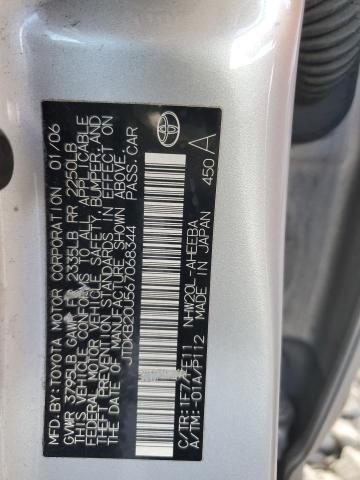 MFD.BY:TOYOTA MOTOR CORPORATION 01/06
GVWR 3795LB GAWR FR 2335LB RR 2250LB
THIS VEHICLE CONFORMS TO ALL APPLICABLE
FEDERAL MOTOR VEHICLE SAFETY, BUMPER, AND
THEFT PREVENTION STANDARDS IN EFFECT ON
THE DATE OF MANUFACTURE SHOWN ABOVE.
JTDKB20U567068344 PASS.CAR
C/TR:1F7/FE11
A/TM:-01A/P112
NHW20L-AHEEBA
MADE IN JAPAN
450 A
TOYOTA